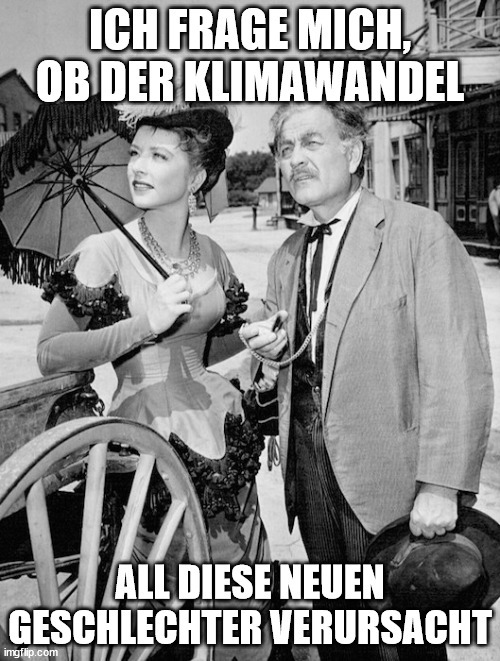 ICH FRAGE MICH,
OB DER KLIMAWANDEL
ALL DIESE NEUEN
GESCHLECHTER VERURSACHT
imgflip.com